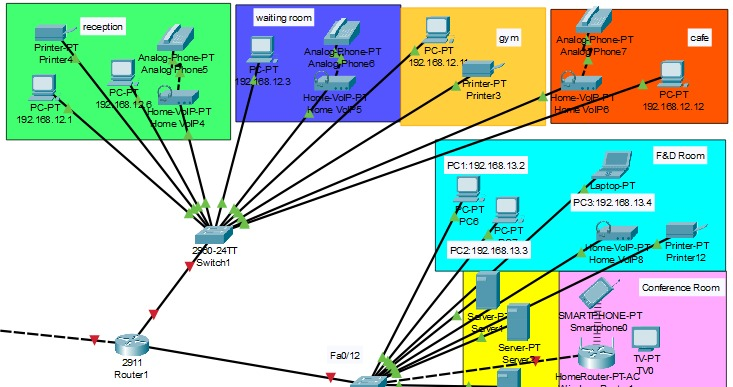 reception
Printer-PT
Printer4
Analog-Phone-PT
Analog Phone5
PC-PT
192.168.12.1
PC-PT
192.168.12.6
Home-VoIP-PT
Home VoIP4
waiting room
PC-PT
192.168.12.3
Analog-Phone-PT
Analog Phone6
Home-VoIP-PT
Home VoIP5
gym
PC-PT
192.168.12.11
Printer-PT
Printer3
cafe
Analog-Phone-PT
Analog Phone7
Home-VoIP-PT
Home VoIP6
PC-PT
192.168.12.12
F&D Room
PC1:192.168.13.2
PC-PT
PC6
Laptop-PT
PC3:192.168.13.4
PC-PT
PC2:192.168.13.3
Home-VoIP-PT
Home VoIP8
Printer-PT
Printer12
2960-24TT
Switch1
Conference Room
Server-PT
Server-PT
SMARTPHONE-PT
Smartphone0
TV-PT
TV0
HomeRouter-PT-AC
2911
Router1
Fa0/12